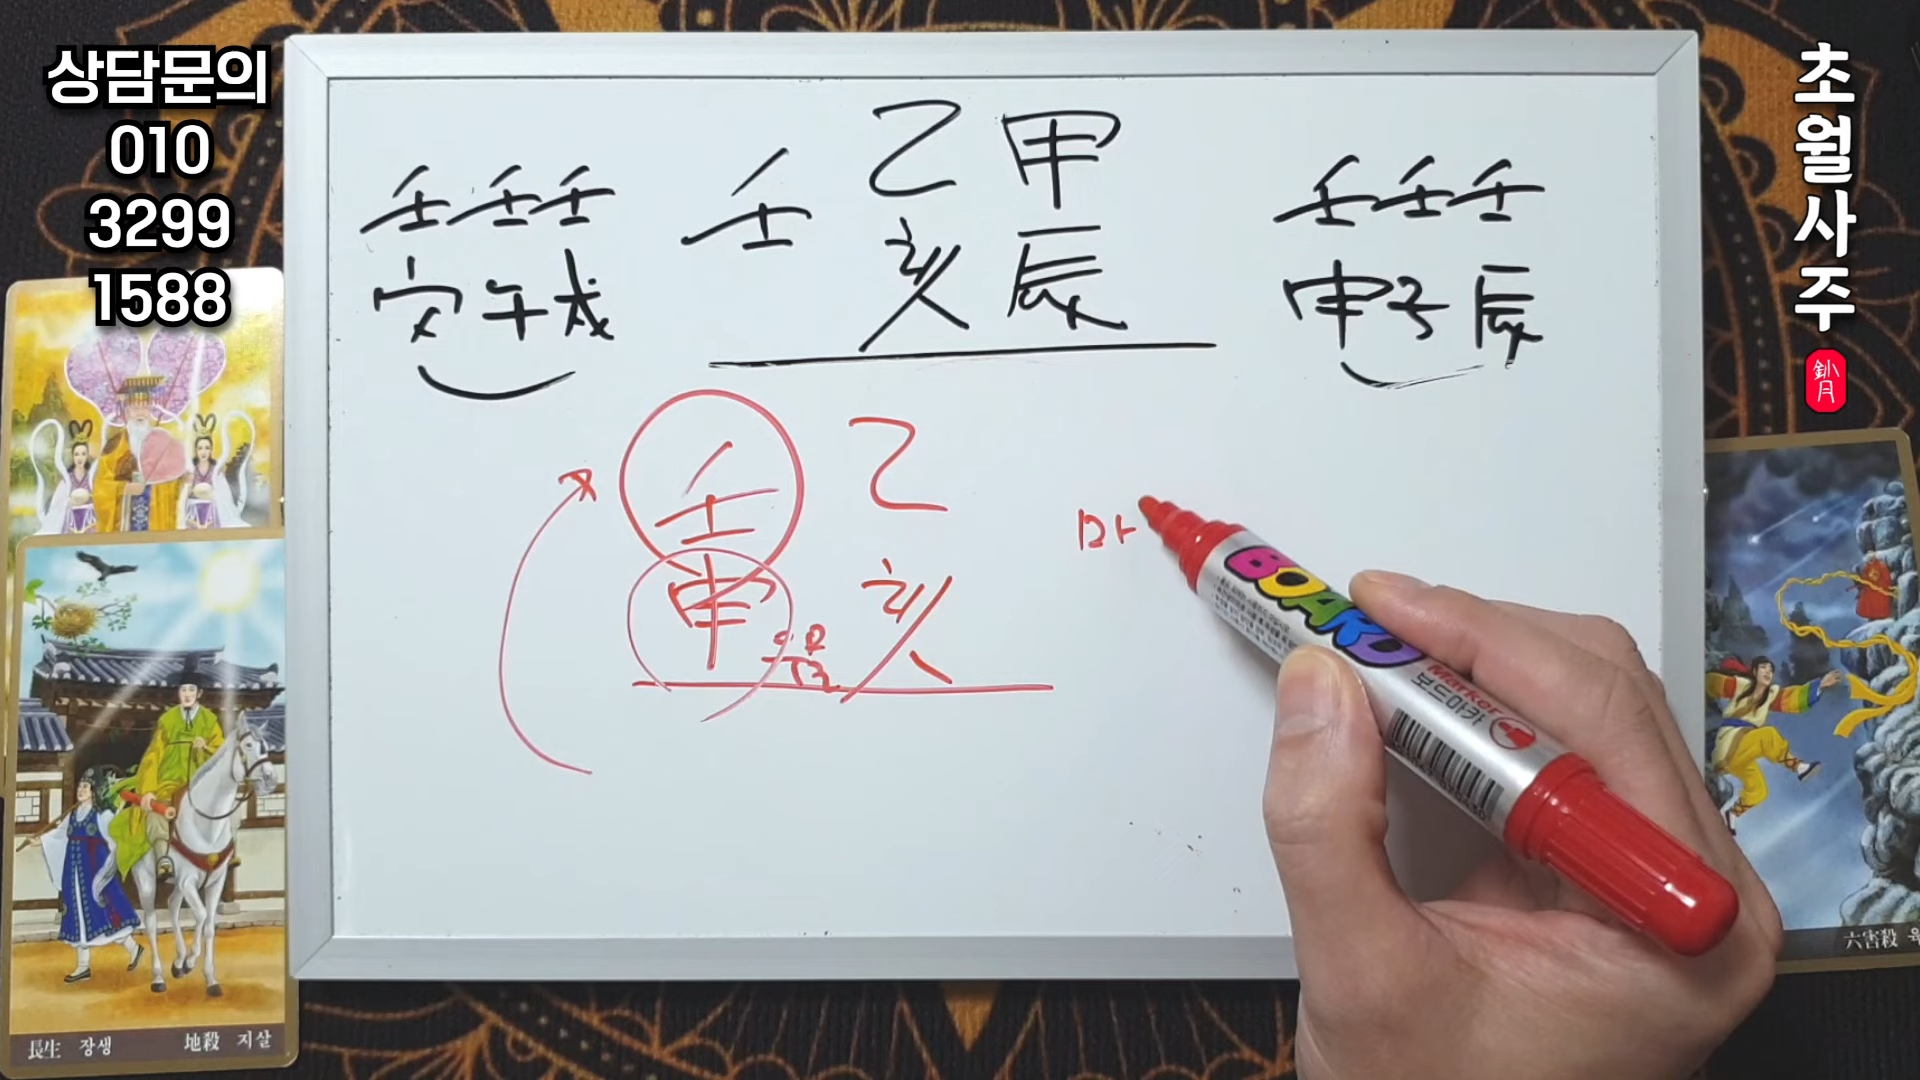 상담문의
010
3299
1588
초월사주
乙甲
壬壬壬
壬
壬壬壬
亥辰
寅午戌
申子辰
壬乙
申亥
마
BOARD
Marker
보드마카
長生 장생
地殺 지살
六害殺 육